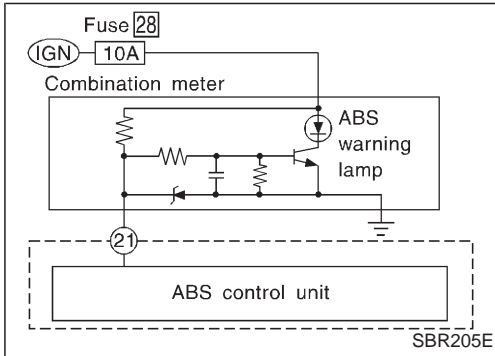 Fuse 28
IGN 10A
Combination meter
ABS
warning
lamp
21
ABS control unit
SBR205E